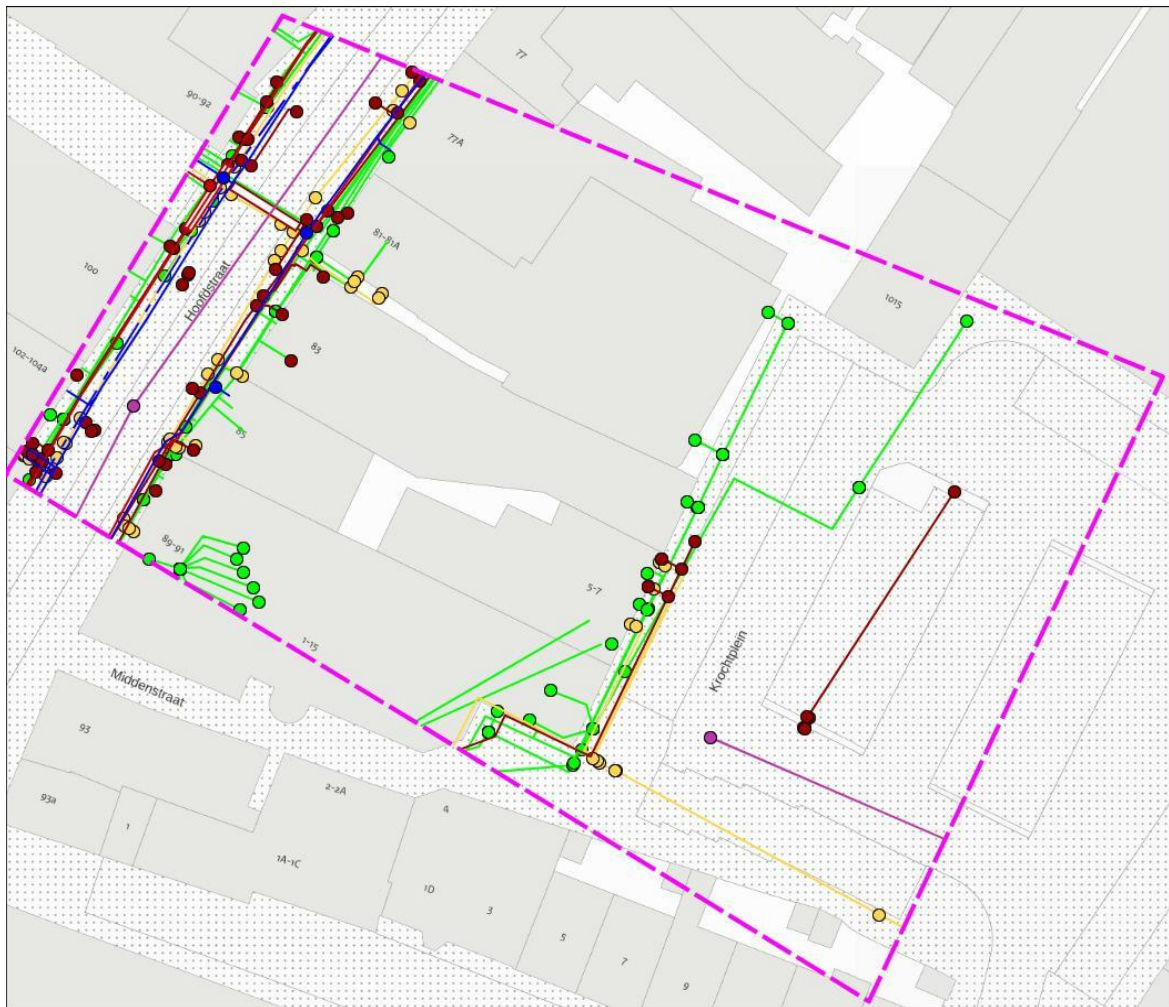 77
90-92
77A
81-81A
100
Hoofdstraat
1015
102-104a
83
85
89-91
5-7
1-15
Krochtplein
Middenstraat
93
2-2A
93a
4
1
1A-1C
1D
3
5
7
9